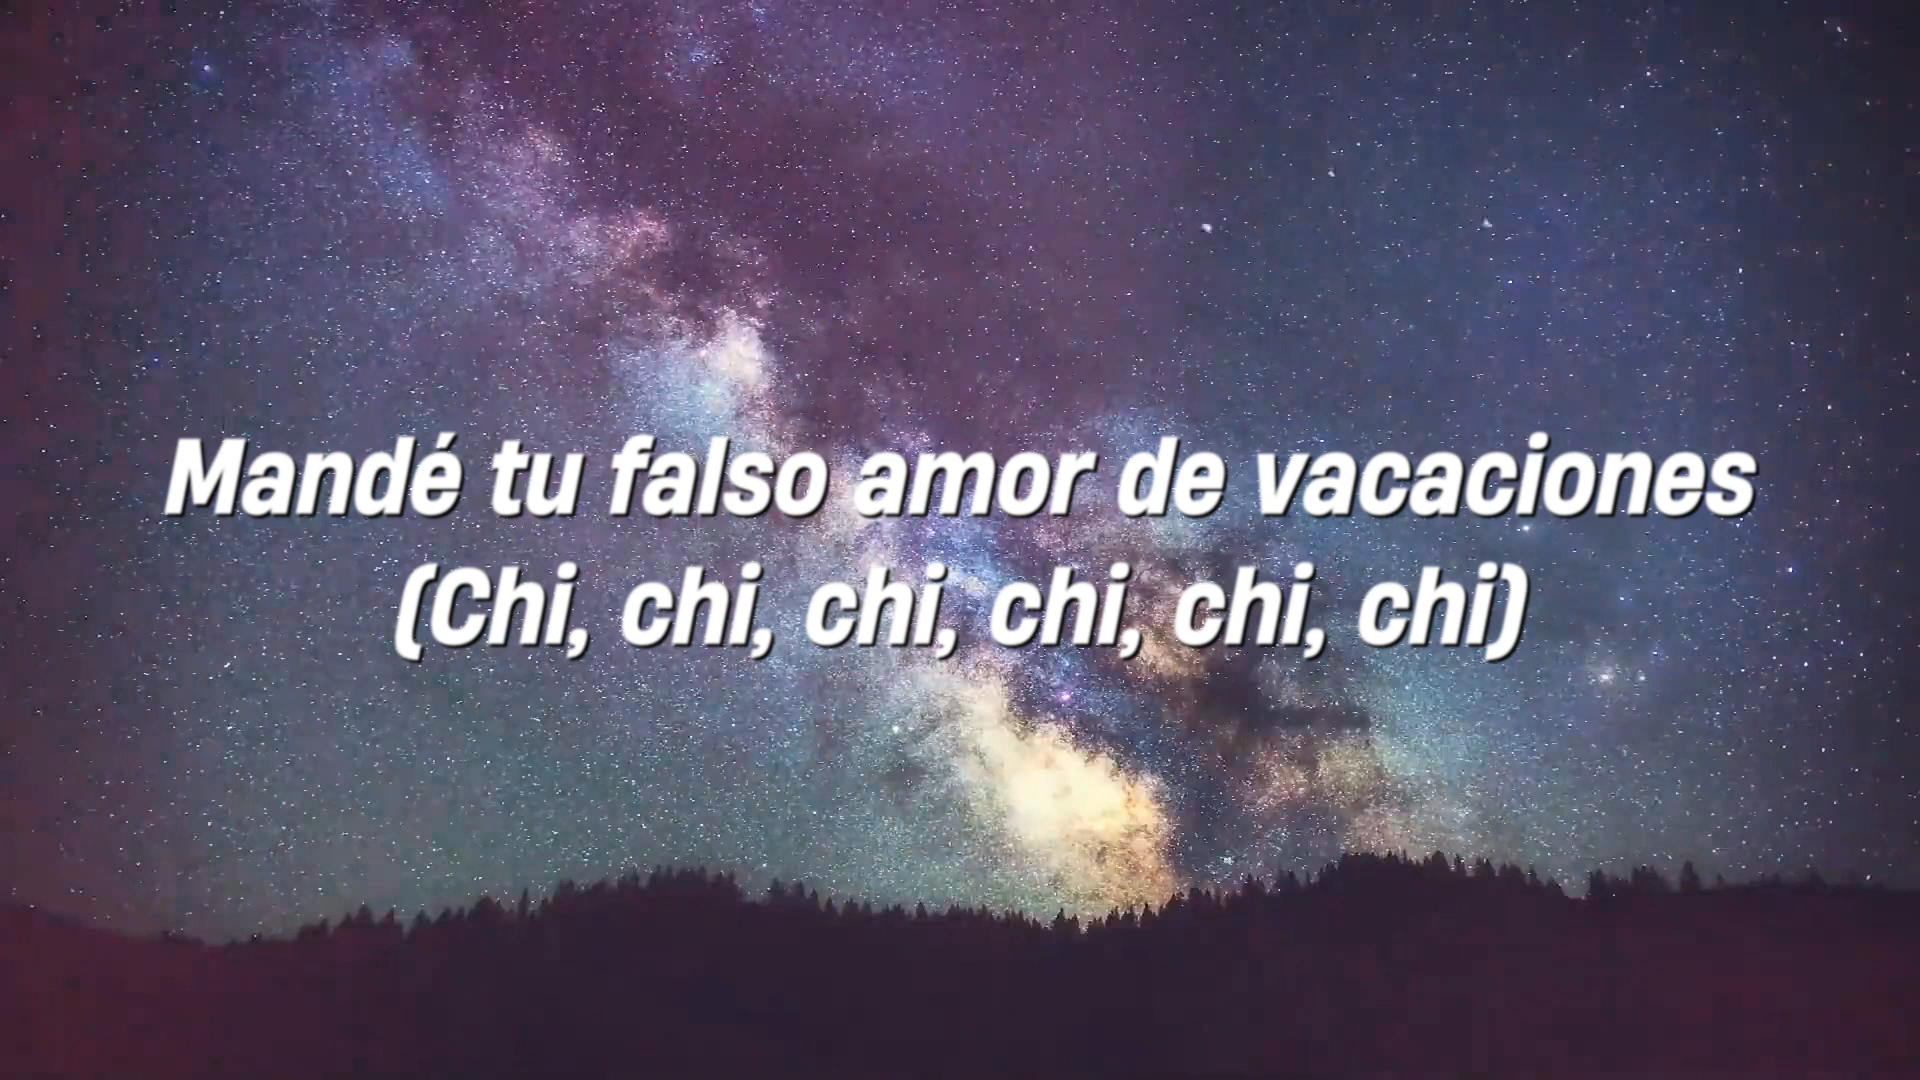 Mandé tu falso amor de vacaciones
(Chi, chi, chi, chi, chi, chi)